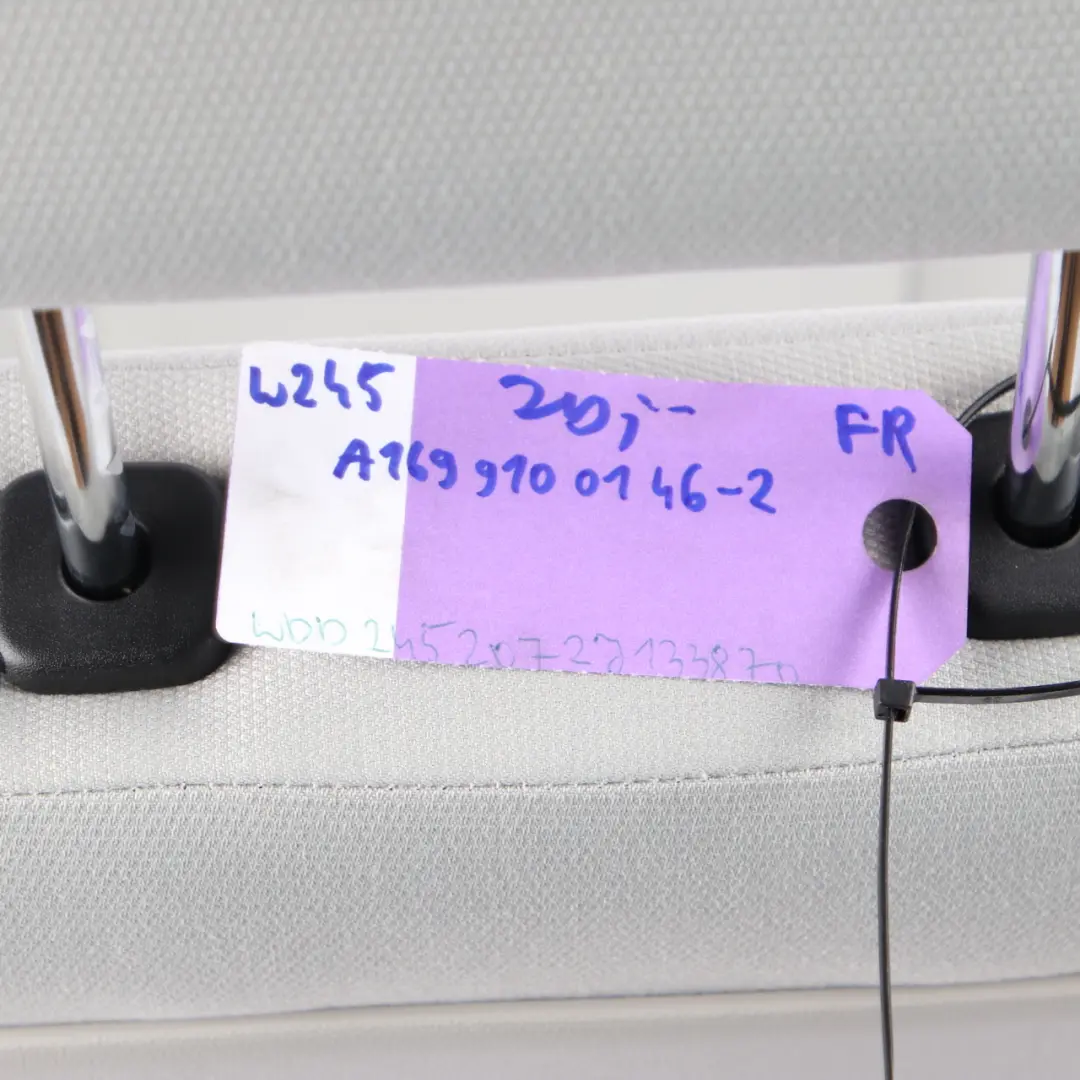 W245 20,-- FR
A169 910 01 46-2
WDD 2452072J133870